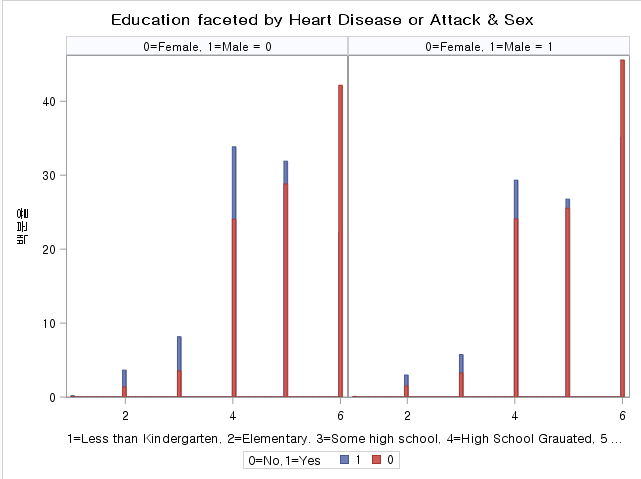 Education faceted by Heart Disease or Attack & Sex
0=Female, 1=Male = 0
0=Female, 1=Male = 1
백분율
40
30
20
10
0
2
4
6
2
4
6
1=Less than Kindergarten, 2=Elementary. 3=Some high school, 4=High School Grauated, 5 ...
0=No,1=Yes
1
0